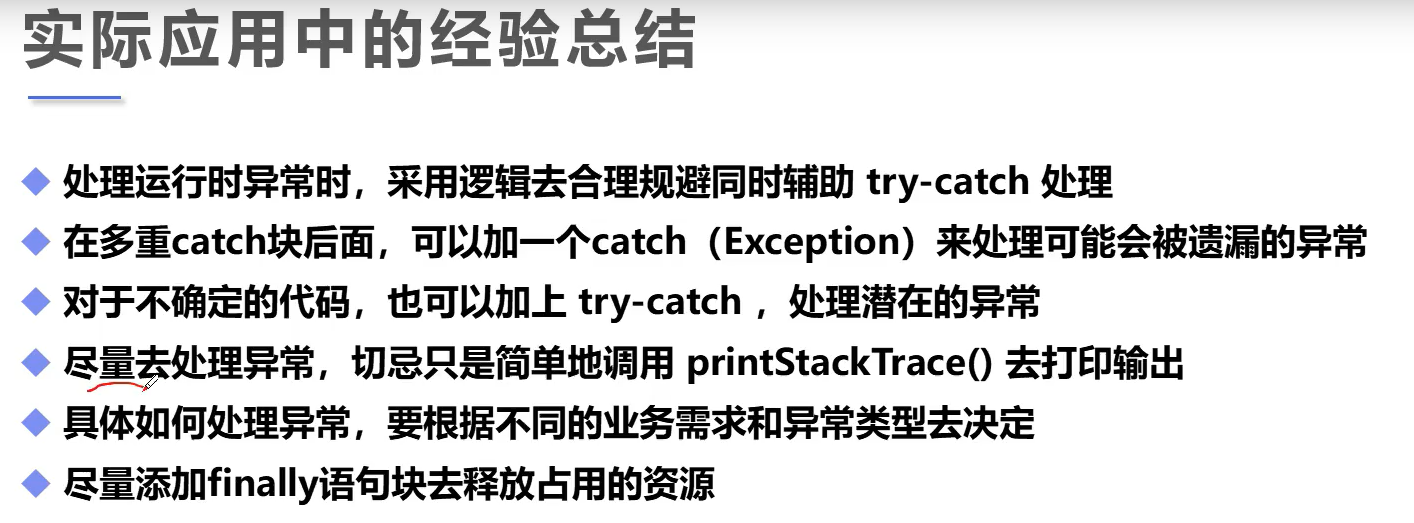 实际应用中的经验总结
处理运行时异常时，采用逻辑去合理规避同时辅助 try-catch 处理
在多重catch块后面，可以加一个catch（Exception）来处理可能会被遗漏的异常
对于不确定的代码，也可以加上 try-catch ，处理潜在的异常
尽量去处理异常，切忌只是简单地调用 printStackTrace() 去打印输出
具体如何处理异常，要根据不同的业务需求和异常类型去决定
尽量添加finally语句块去释放占用的资源